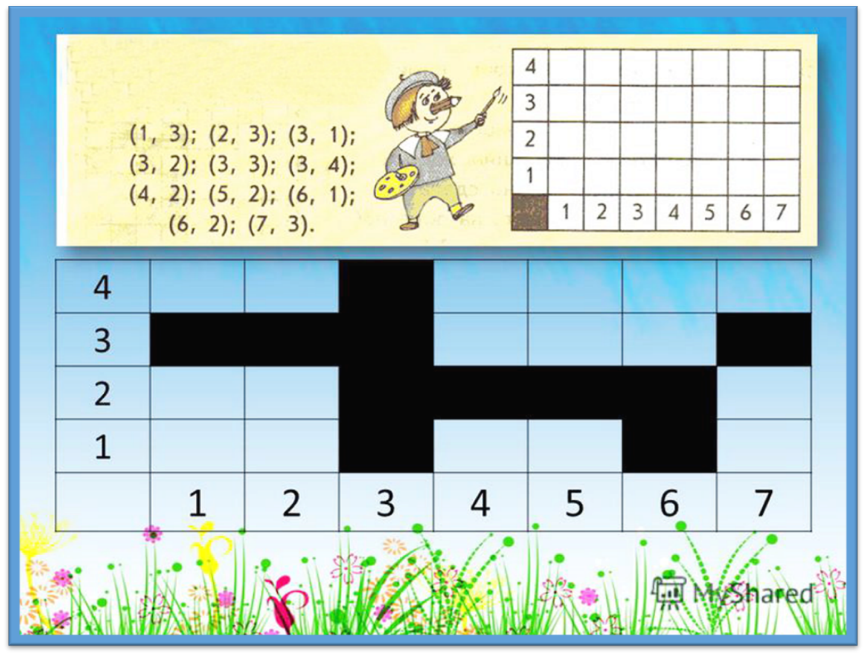 (1, 3); (2, 3); (3, 1);
(3, 2); (3, 3); (3, 4);
(4, 2); (5, 2); (6, 1);
(6, 2); (7, 3).
4
3
2
1
1 2 3 4 5 6 7
4
3
2
1
1 2 3 4 5 6 7
MyShared